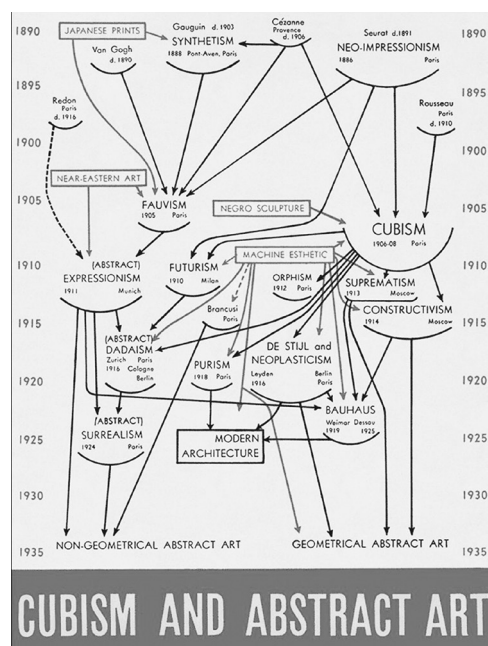 1890
JAPANESE PRINTS
Gauguin d. 1903
SYNTHETISM
1888 Pont-Aven, Paris
Cézanne
Provence
d. 1906
Seurat d.1891
NEO-IMPRESSIONISM
1886 Paris
1890
Van Gogh
d. 1890
1895
1895
Redon
Paris
d. 1916
Rousseau
Paris
d. 1910
1900
1900
NEAR-EASTERN ART
1905
FAUVISM
1905 Paris
NEGRO SCULPTURE
1905
CUBISM
1906-08 Paris
1910
(ABSTRACT)
EXPRESSIONISM
1911 Munich
FUTURISM
1910 Milan
MACHINE ESTHETIC
ORPHISM
1912 Paris
SUPREMATISM
1913 Moscow
1910
Brancusi
Paris
CONSTRUCTIVISM
1914 Moscow
1915
1915
(ABSTRACT)
DADAISM
Zurich Paris
1916 Cologne
Berlin
PURISM
1918 Paris
DE STIJL and
NEOPLASTICISM
Leyden Berlin
1916 Paris
1920
1920
BAUHAUS
Weimar Dessau
1919 1925
1925
(ABSTRACT)
SURREALISM
1924 Paris
MODERN
ARCHITECTURE
1925
1930
1930
NON-GEOMETRICAL ABSTRACT ART
GEOMETRICAL ABSTRACT ART
1935
1935
CUBISM AND ABSTRACT ART